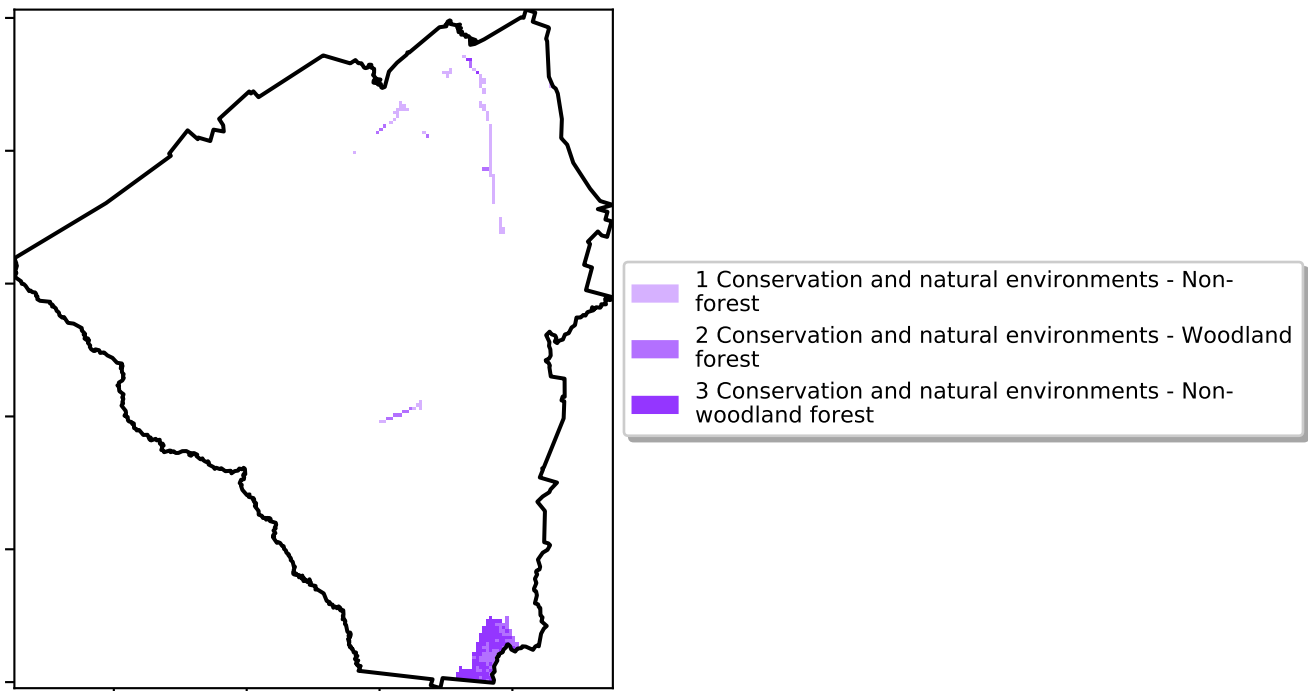 1 Conservation and natural environments - Non-
forest
2 Conservation and natural environments - Woodland
forest
3 Conservation and natural environments - Non-
woodland forest